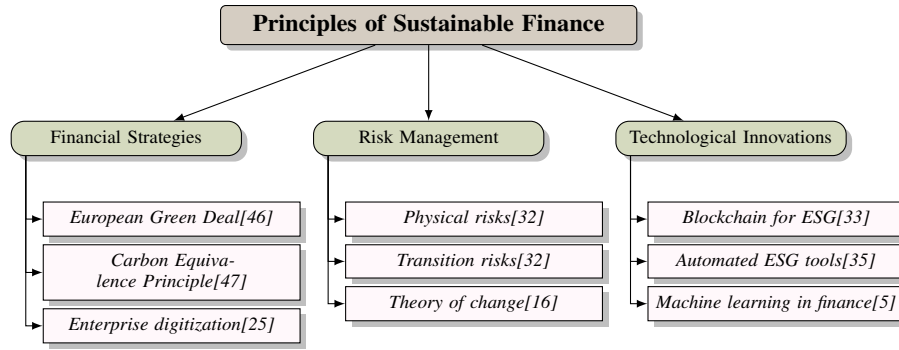 Principles of Sustainable Finance
Financial Strategies
European Green Deal[46]
Carbon Equiva-
lence Principle[47]
Enterprise digitization[25]
Risk Management
Physical risks[32]
Transition risks[32]
Theory of change[16]
Technological Innovations
Blockchain for ESG[33]
Automated ESG tools[35]
Machine learning in finance[5]